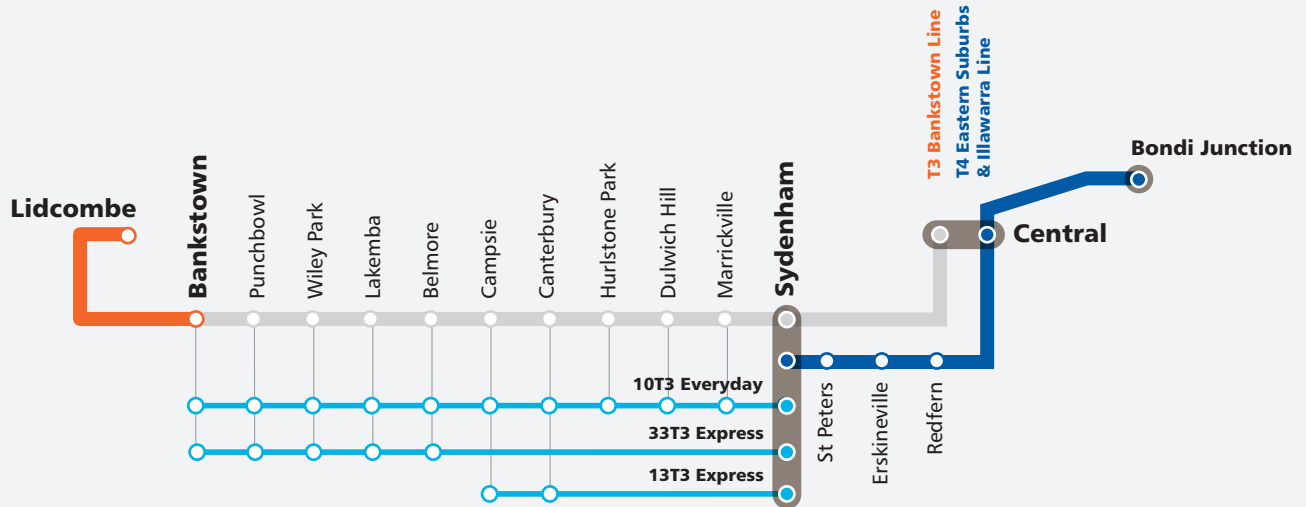 T3 Bankstown Line
T4 Eastern Suburbs
& Illawarra Line
Bondi Junction
Lidcombe
Central
Bankstown
Punchbowl
Wiley Park
Lakemba
Belmore
Campsie
Canterbury
Hurlstone Park
Dulwich Hill
Marrickville
Sydenham
10T3 Everyday
33T3 Express
13T3 Express
St Peters
Erskineville
Redfern